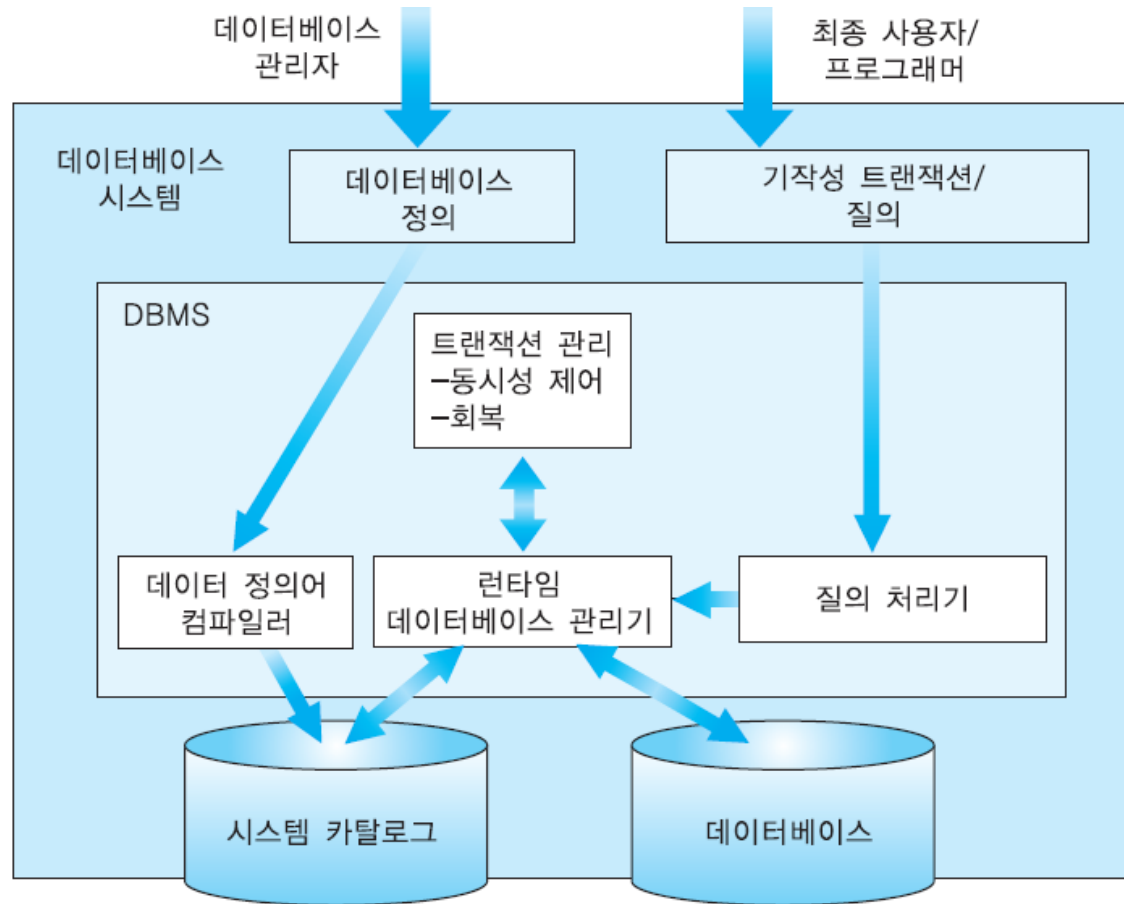 데이터베이스
관리자
최종 사용자/
프로그래머
데이터베이스
시스템
데이터베이스
정의
기작성 트랜잭션/
질의
DBMS
트랜잭션 관리
–동시성 제어
–회복
데이터 정의어
컴파일러
런타임
데이터베이스 관리기
질의 처리기
시스템 카탈로그
데이터베이스